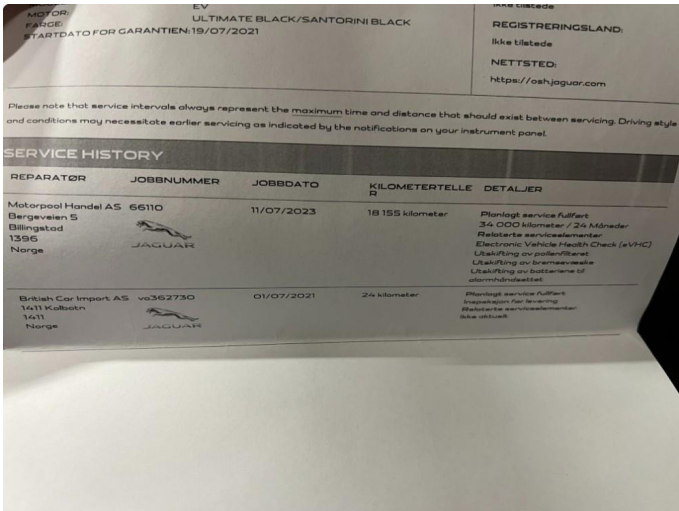 MOTOR: EV
FARGE: ULTIMATE BLACK/SANTORINI BLACK
STARTDATO FOR GARANTIEN: 19/07/2021
Ikke tilstede
REGISTRERINGSLAND:
Ikke tilstede
NETTSTED:
https://osh.jaguar.com
Please note that service intervals always represent the maximum time and distance that should exist between servicing. Driving style
and conditions may necessitate earlier servicing as indicated by the notifications on your instrument panel.
SERVICE HISTORY
REPARATØR JOBBNUMMER JOBBDATO KILOMETERTELLE DETALJER
R
Motorpool Handel AS 66110 11/07/2023 18 155 kilometer Planlagt service fullført
Bergeveien 5 34 000 kilometer / 24 Måneder
Billingstad Relaterte serviceelementer
1396 JAGUAR Electronic Vehicle Health Check (eVHC)
Norge Utskifting av pollenfilteret
Utskifting av bremsevæske
Utskifting av batteriene til
alarmhåndsettet
British Car Import AS vo362730 01/07/2021 24 kilometer Planlagt service fullført
1411 Kolbotn Inspeksjon før levering
1411 Relaterte serviceelementer
Norge JAGUAR Ikke aktuelt